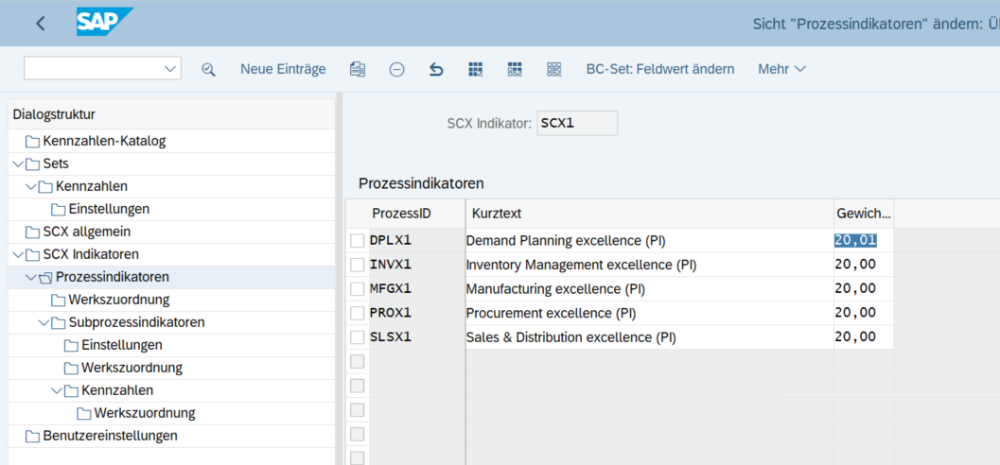 SAP
Sicht "Prozessindikatoren" ändern:
Neue Einträge
BC-Set: Feldwert ändern
Mehr
Dialogstruktur
Kennzahlen-Katalog
Sets
Kennzahlen
Einstellungen
SCX allgemein
SCX Indikatoren
Prozessindikatoren
Werkszuordnung
Subprozessindikatoren
Einstellungen
Werkszuordnung
Kennzahlen
Werkszuordnung
Benutzereinstellungen
SCX Indikator: SCX1
Prozessindikatoren
ProzessID Kurztext Gewich...
DPLX1 Demand Planning excellence (PI) 20,01
INVX1 Inventory Management excellence (PI) 20,00
MFGX1 Manufacturing excellence (PI) 20,00
PROX1 Procurement excellence (PI) 20,00
SLSX1 Sales & Distribution excellence (PI) 20,00